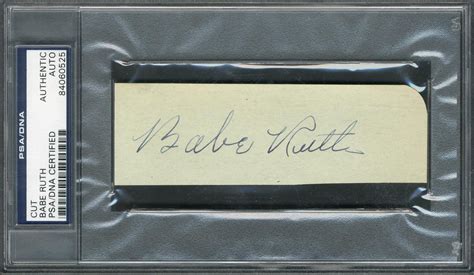 PSA/DNA
CUT
BABE RUTH
PSA/DNA CERTIFIED
AUTHENTIC
AUTO
84060525
Babe Ruth